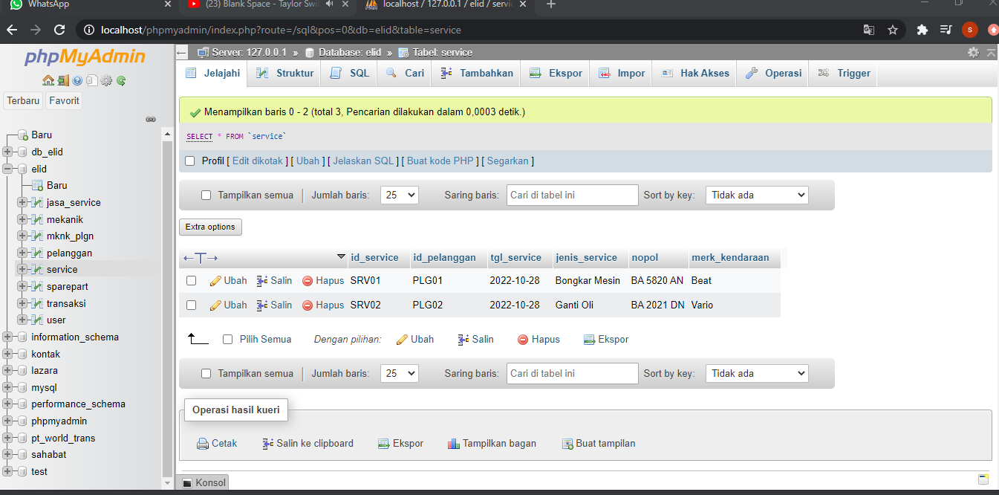 WhatsApp
(23) Blank Space - Taylor Swi
localhost / 127.0.0.1 / elid / servic
localhost/phpmyadmin/index.php?route=/sql&pos=0&db=elid&table=service
S
phpMyAdmin
Terbaru Favorit
Baru
db_elid
elid
Baru
jasa_service
mekanik
mknk_plgn
pelanggan
service
sparepart
transaksi
user
information_schema
kontak
lazara
mysql
performance_schema
phpmyadmin
pt_world_trans
sahabat
test
Server: 127.0.0.1 » Database: elid » Tabel: service
Jelajahi Struktur SQL Cari Tambahkan Ekspor Impor Hak Akses Operasi Trigger
Menampilkan baris 0 - 2 (total 3, Pencarian dilakukan dalam 0,0003 detik.)
SELECT * FROM `service`
Profil [ Edit dikotak ] [ Ubah ] [ Jelaskan SQL ] [ Buat kode PHP ] [ Segarkan ]
Tampilkan semua | Jumlah baris: 25 Saring baris: Cari di tabel ini Sort by key: Tidak ada
Extra options
←T→ id_service id_pelanggan tgl_service jenis_service nopol merk_kendaraan
Ubah Salin Hapus SRV01 PLG01 2022-10-28 Bongkar Mesin BA 5820 AN Beat
Ubah Salin Hapus SRV02 PLG02 2022-10-28 Ganti Oli BA 2021 DN Vario
Pilih Semua Dengan pilihan: Ubah Salin Hapus Ekspor
Tampilkan semua | Jumlah baris: 25 Saring baris: Cari di tabel ini Sort by key: Tidak ada
Operasi hasil kueri
Cetak Salin ke clipboard Ekspor Tampilkan bagan Buat tampilan
Konsol